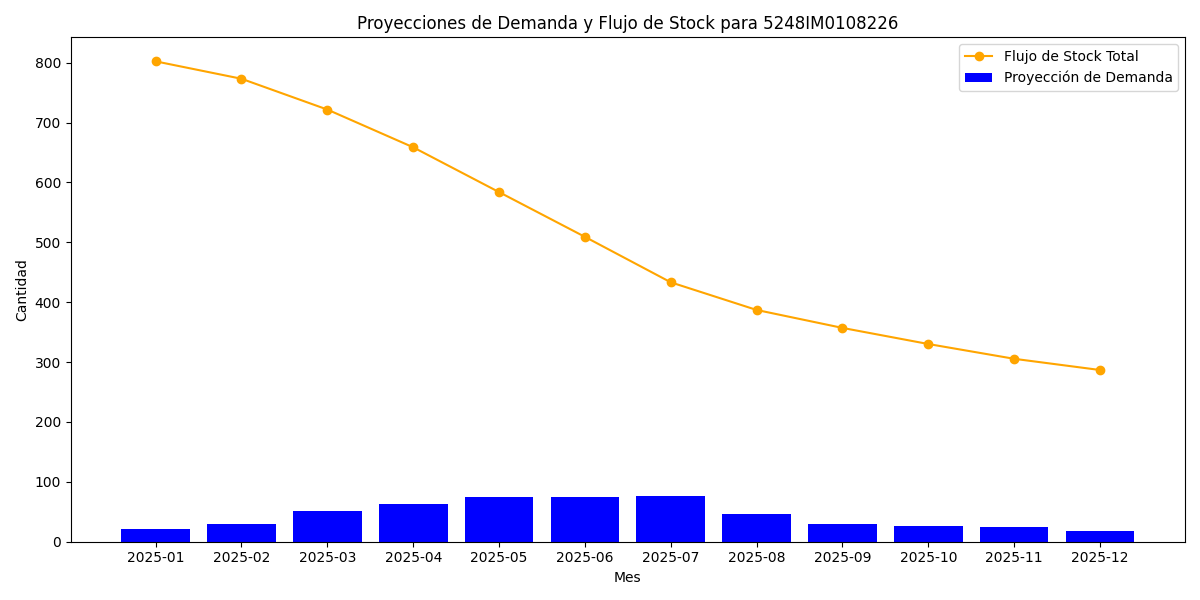 Proyecciones de Demanda y Flujo de Stock para 5248IM0108226
Flujo de Stock Total
Proyección de Demanda
Cantidad
800
700
600
500
400
300
200
100
0
2025-01 2025-02 2025-03 2025-04 2025-05 2025-06 2025-07 2025-08 2025-09 2025-10 2025-11 2025-12
Mes